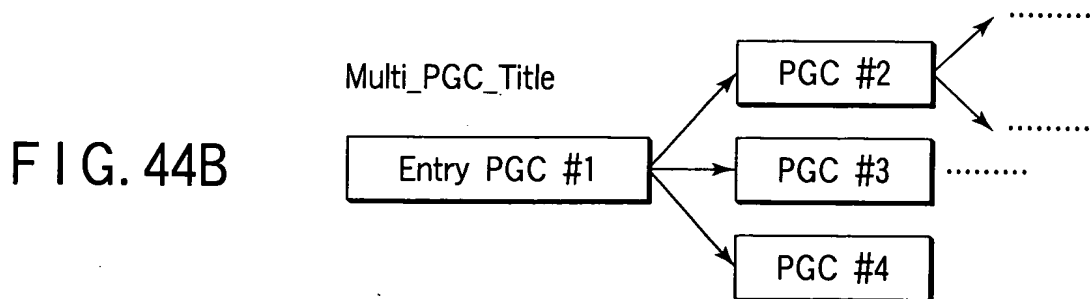 Multi_PGC_Title
FIG. 44B
Entry PGC #1
PGC #2
PGC #3
PGC #4